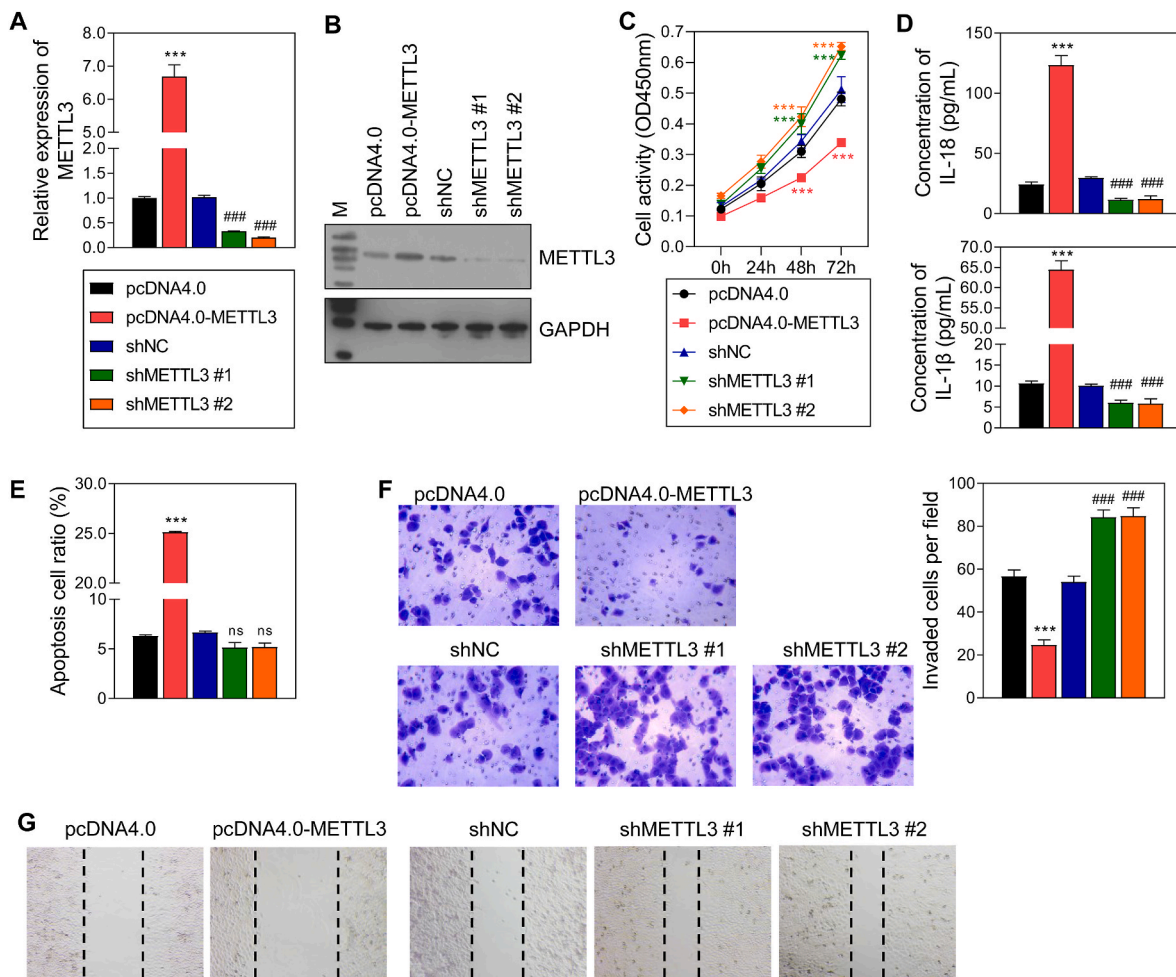 A
Relative expression of
METTL3
8.0
7.0
6.0
5.0
2.0
1.5
1.0
0.5
0.0
***
###
###
pcDNA4.0
pcDNA4.0-METTL3
shNC
shMETTL3 #1
shMETTL3 #2
B
M
pcDNA4.0
pcDNA4.0-METTL3
shNC
shMETTL3 #1
shMETTL3 #2
METTL3
GAPDH
C
Cell activity (OD450nm)
0.7
0.6
0.5
0.4
0.3
0.2
0.1
0.0
***
***
***
***
***
***
0h 24h 48h 72h
pcDNA4.0
pcDNA4.0-METTL3
shNC
shMETTL3 #1
shMETTL3 #2
D
Concentration of
IL-18 (pg/mL)
150
100
50
0
***
###
###
Concentration of
IL-1β (pg/mL)
70.0
65.0
60.0
55.0
50.0
20
15
10
5
0
***
###
###
E
Apoptosis cell ratio (%)
30.0
25.0
20.0
10
5
0
***
ns
ns
F
pcDNA4.0
pcDNA4.0-METTL3
shNC
shMETTL3 #1
shMETTL3 #2
Invaded cells per field
100
80
60
40
20
0
***
###
###
G
pcDNA4.0
pcDNA4.0-METTL3
shNC
shMETTL3 #1
shMETTL3 #2